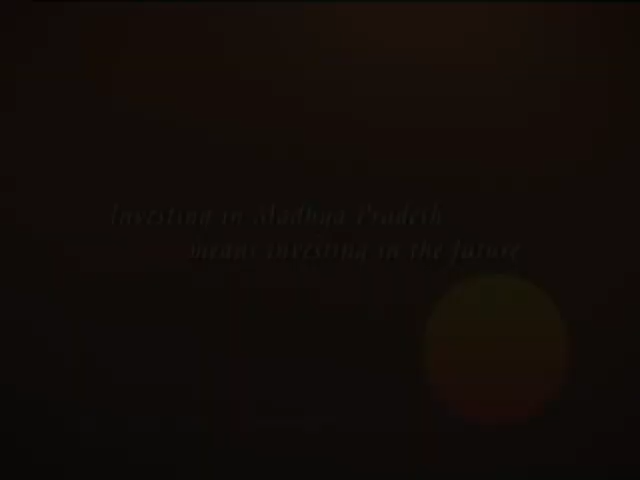 Investing in Madhya Pradesh
means investing in the future